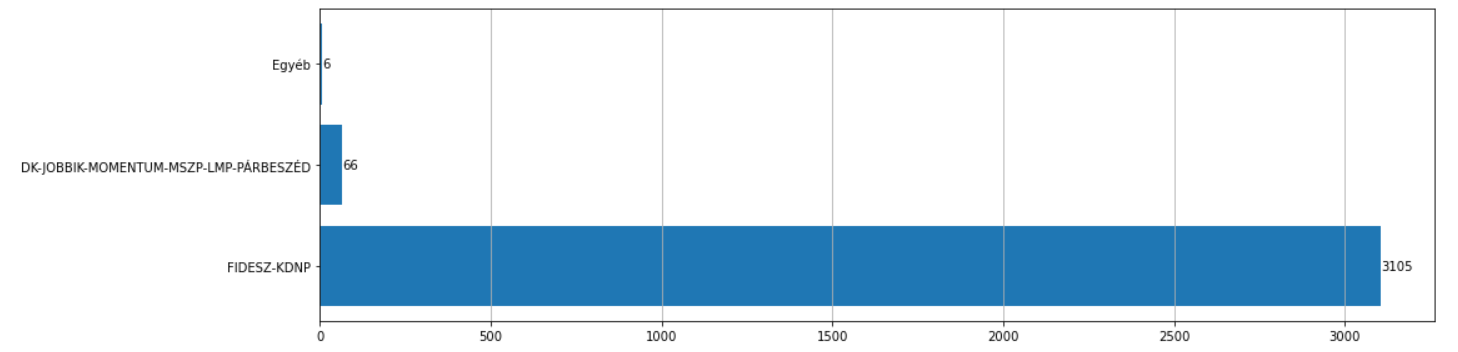 Egyéb 6
DK-JOBBIK-MOMENTUM-MSZP-LMP-PÁRBESZÉD 66
FIDESZ-KDNP 3105
0 500 1000 1500 2000 2500 3000